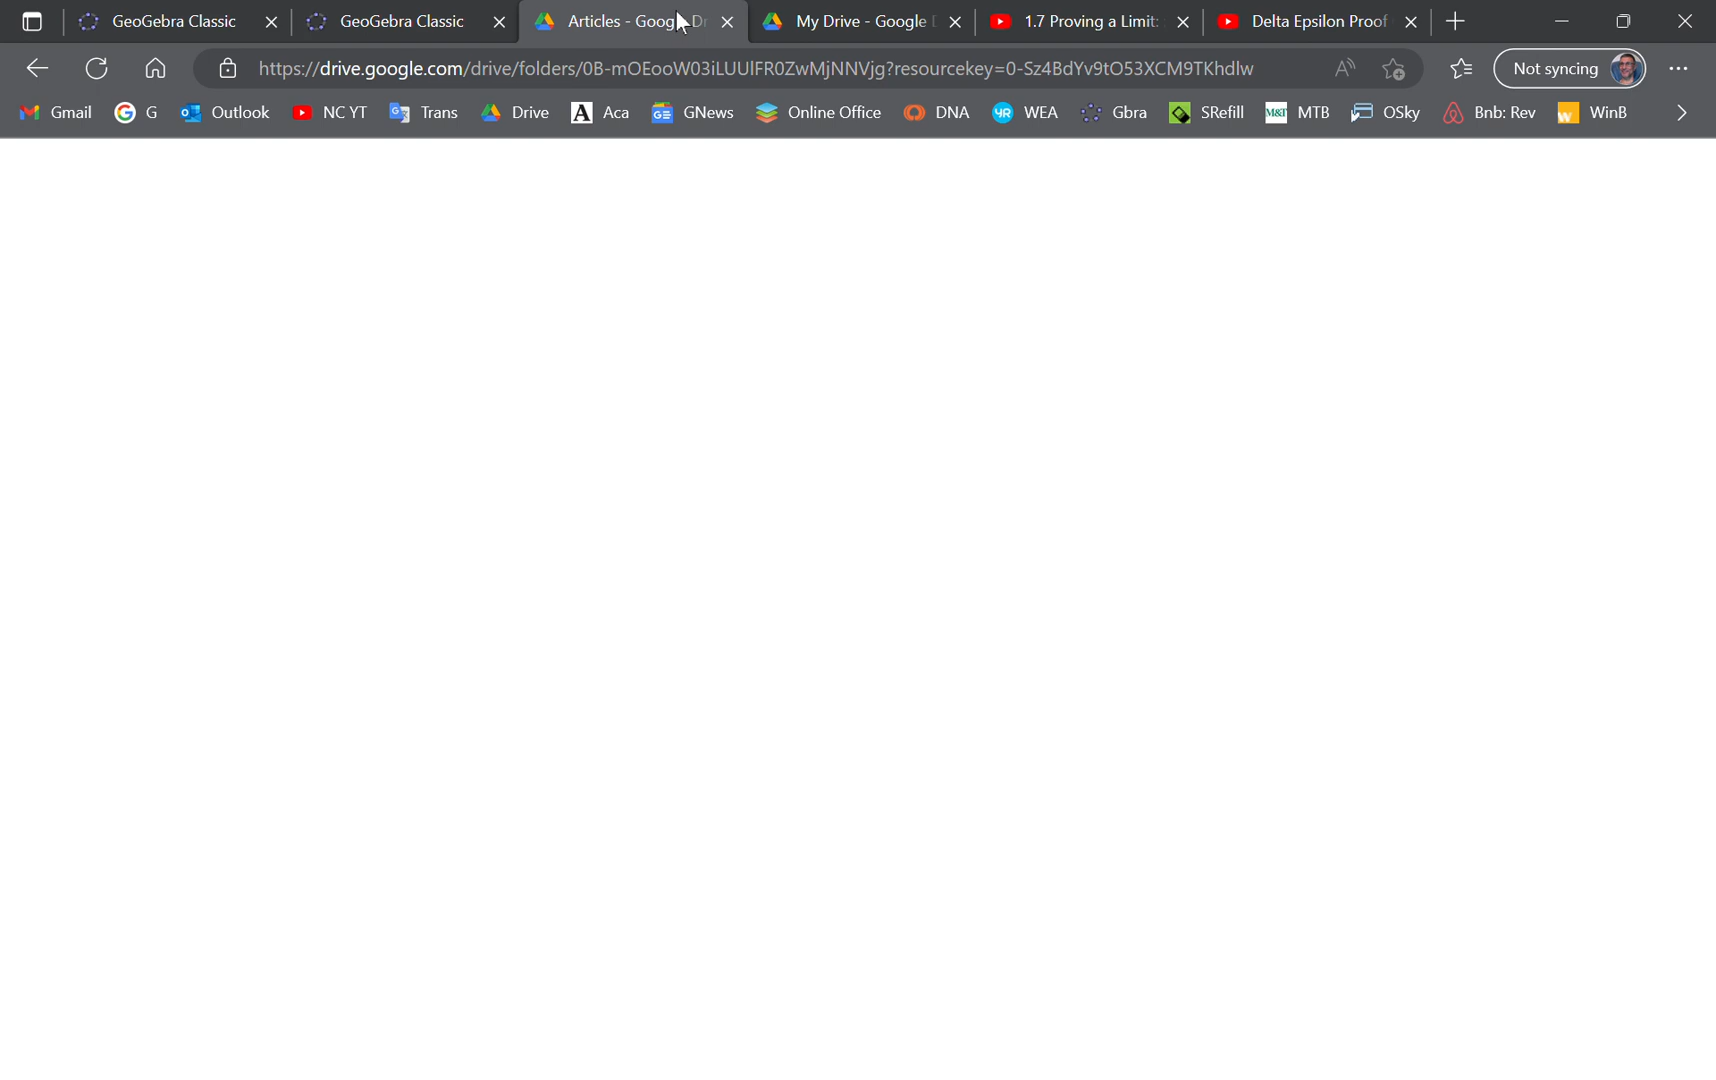 GeoGebra Classic GeoGebra Classic Articles - Goog Dr My Drive - Google 1.7 Proving a Limit: Delta Epsilon Proof
https://drive.google.com/drive/folders/0B-mOEooW03iLUUlFR0ZwMjNNVjg?resourcekey=0-Sz4BdYv9tO53XCM9TKhdlw A Not syncing
Gmail G Outlook NC YT Trans Drive A Aca GNews Online Office DNA WEA Gbra SRefill M&T MTB OSky Bnb: Rev WinB